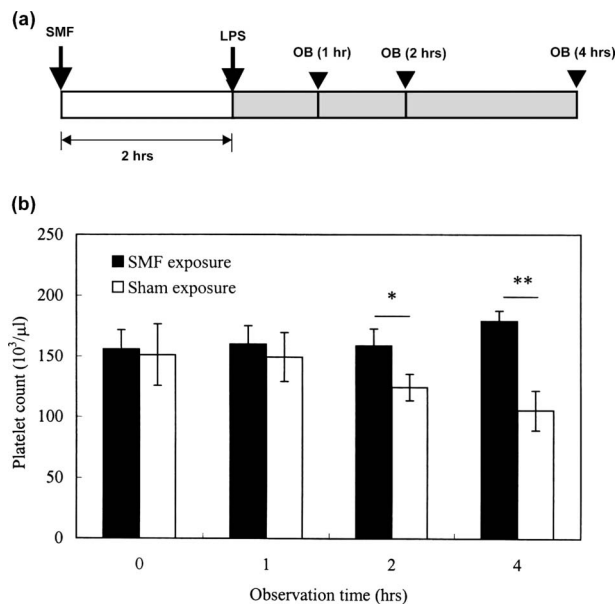 (a)
SMF LPS OB (1 hr) OB (2 hrs) OB (4 hrs)
2 hrs
(b)
250
200
150
100
50
0
Platelet count (10³/μl)
SMF exposure
Sham exposure
*
**
0 1 2 4
Observation time (hrs)